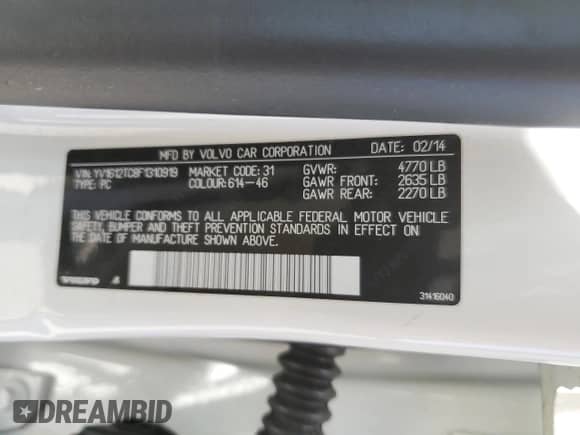 MFD BY VOLVO CAR CORPORATION DATE: 02/14
VIN: YV1612TC8F1310919 MARKET CODE: 31 GVWR: 4770 LB
TYPE: PC COLOUR: 614-46 GAWR FRONT: 2635 LB
GAWR REAR: 2270 LB
THIS VEHICLE CONFORMS TO ALL APPLICABLE FEDERAL MOTOR VEHICLE
SAFETY, BUMPER AND THEFT PREVENTION STANDARDS IN EFFECT ON
THE DATE OF MANUFACTURE SHOWN ABOVE.
31416040
DREAMBID